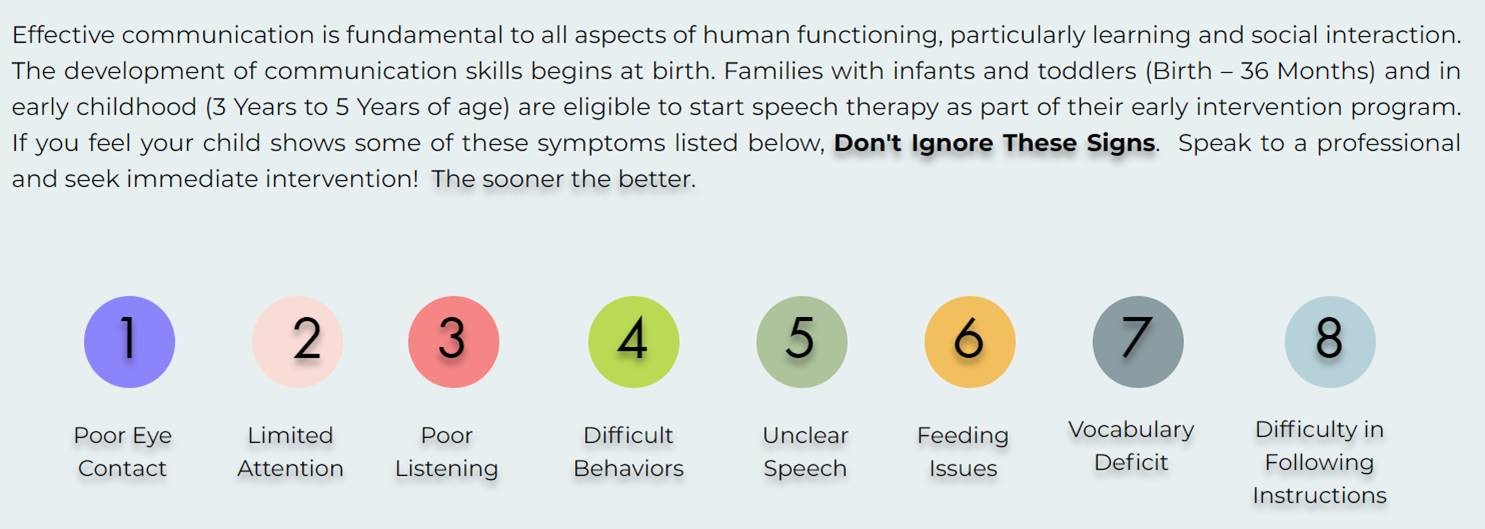 Effective communication is fundamental to all aspects of human functioning, particularly learning and social interaction.
The development of communication skills begins at birth. Families with infants and toddlers (Birth – 36 Months) and in
early childhood (3 Years to 5 Years of age) are eligible to start speech therapy as part of their early intervention program.
If you feel your child shows some of these symptoms listed below, Don't Ignore These Signs. Speak to a professional
and seek immediate intervention! The sooner the better.
1
Poor Eye
Contact
2
Limited
Attention
3
Poor
Listening
4
Difficult
Behaviors
5
Unclear
Speech
6
Feeding
Issues
7
Vocabulary
Deficit
8
Difficulty in
Following
Instructions